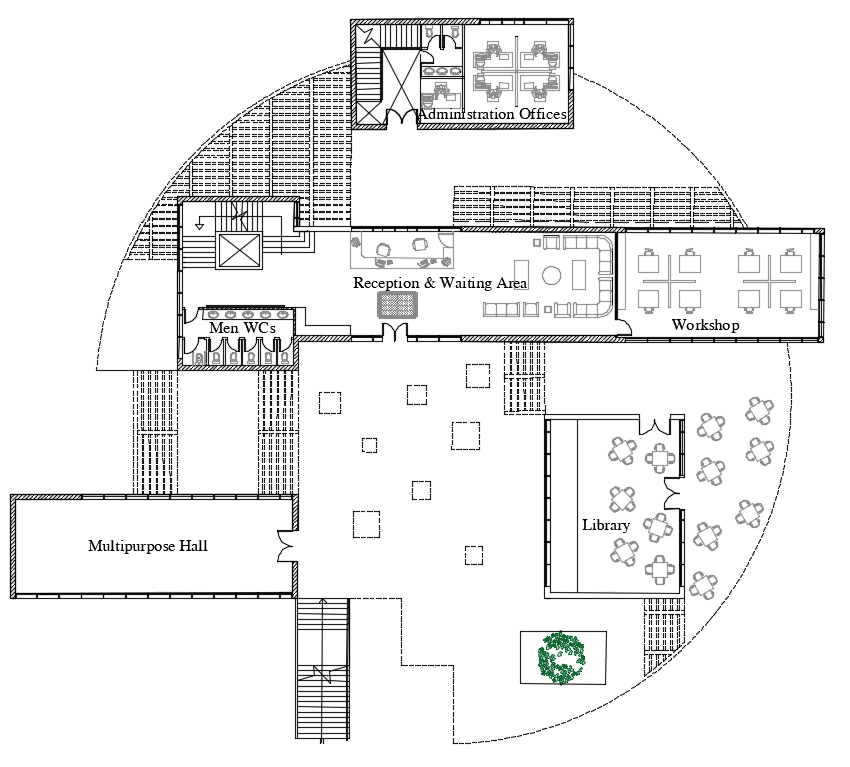 Administration Offices
Reception & Waiting Area
Men WCs
Workshop
Library
Multipurpose Hall